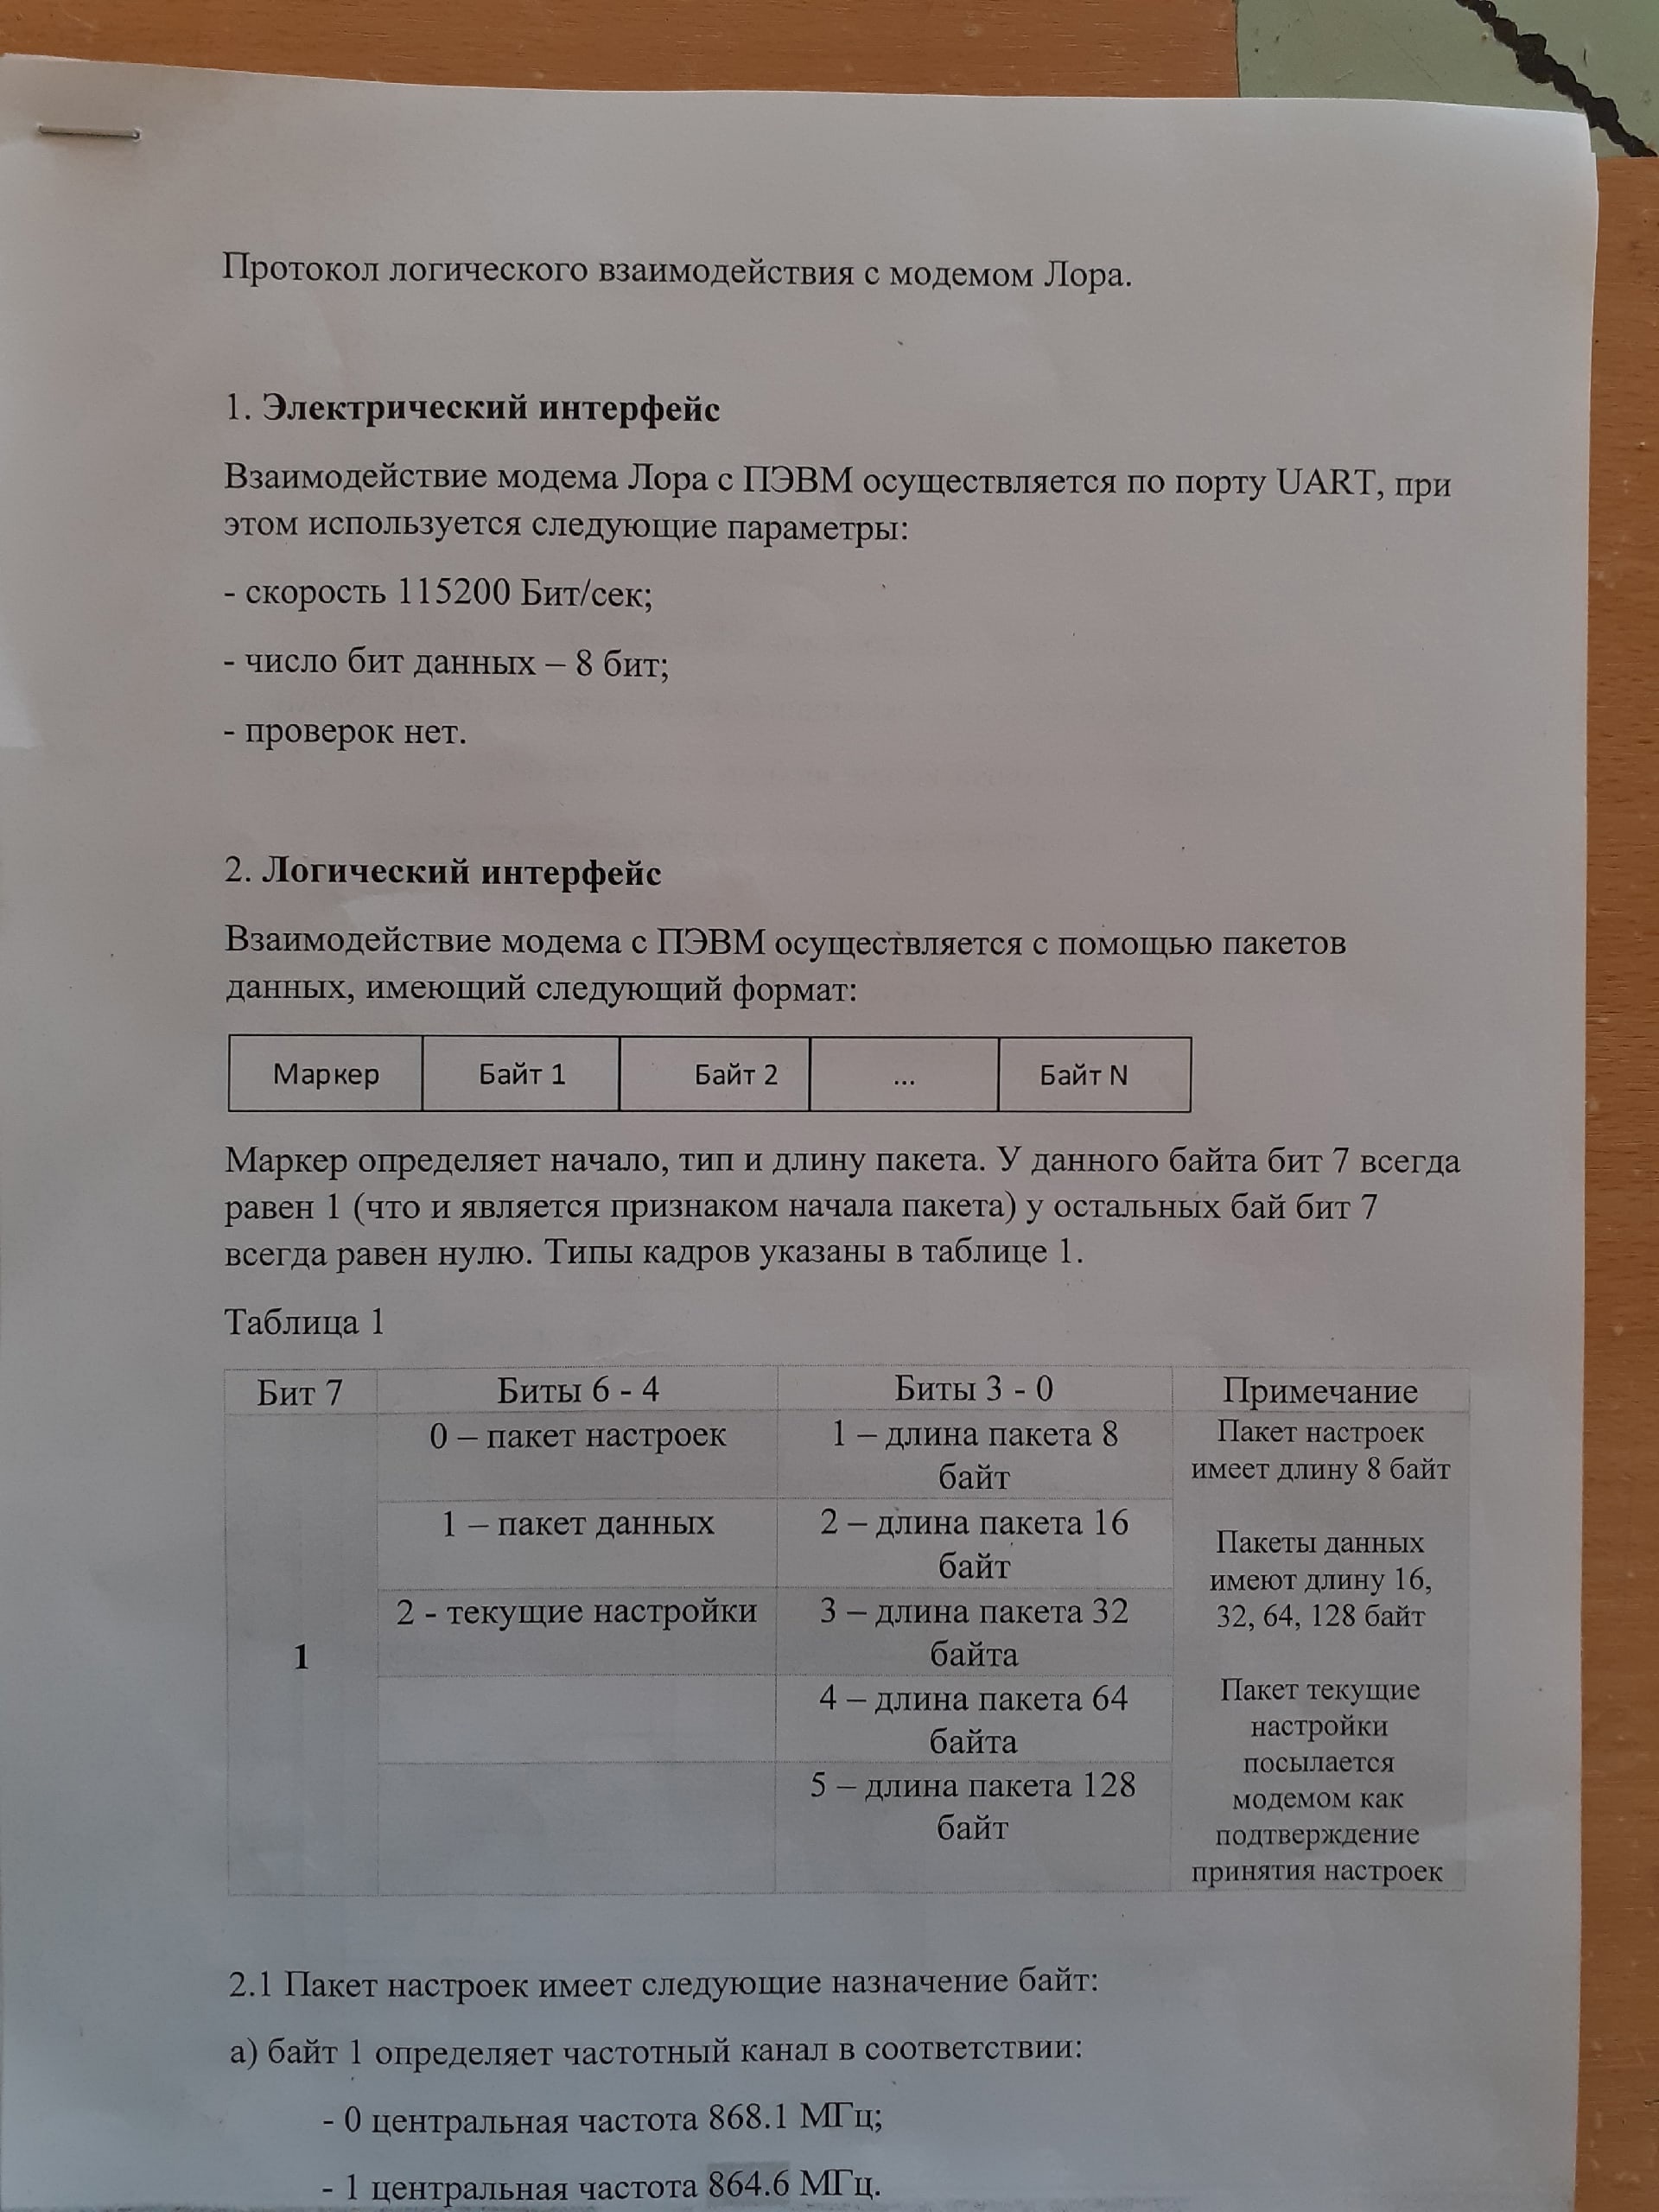 Протокол логического взаимодействия с модемом Лора.
1. Электрический интерфейс
Взаимодействие модема Лора с ПЭВМ осуществляется по порту UART, при
этом используется следующие параметры:
- скорость 115200 Бит/сек;
- число бит данных – 8 бит;
- проверок нет.
2. Логический интерфейс
Взаимодействие модема с ПЭВМ осуществляется с помощью пакетов
данных, имеющий следующий формат:
Маркер Байт 1 Байт 2 ... Байт N
Маркер определяет начало, тип и длину пакета. У данного байта бит 7 всегда
равен 1 (что и является признаком начала пакета) у остальных бай бит 7
всегда равен нулю. Типы кадров указаны в таблице 1.
Таблица 1
Бит 7 Биты 6 - 4 Биты 3 - 0 Примечание
1
0 – пакет настроек
1 – длина пакета 8
байт
1 – пакет данных
2 – длина пакета 16
байт
2 - текущие настройки
3 – длина пакета 32
байта
4 – длина пакета 64
байта
5 – длина пакета 128
байт
Пакет настроек
имеет длину 8 байт
Пакеты данных
имеют длину 16,
32, 64, 128 байт
Пакет текущие
настройки
посылается
модемом как
подтверждение
принятия настроек
2.1 Пакет настроек имеет следующие назначение байт:
а) байт 1 определяет частотный канал в соответствии:
- 0 центральная частота 868.1 МГц;
- 1 центральная частота 864.6 МГц.